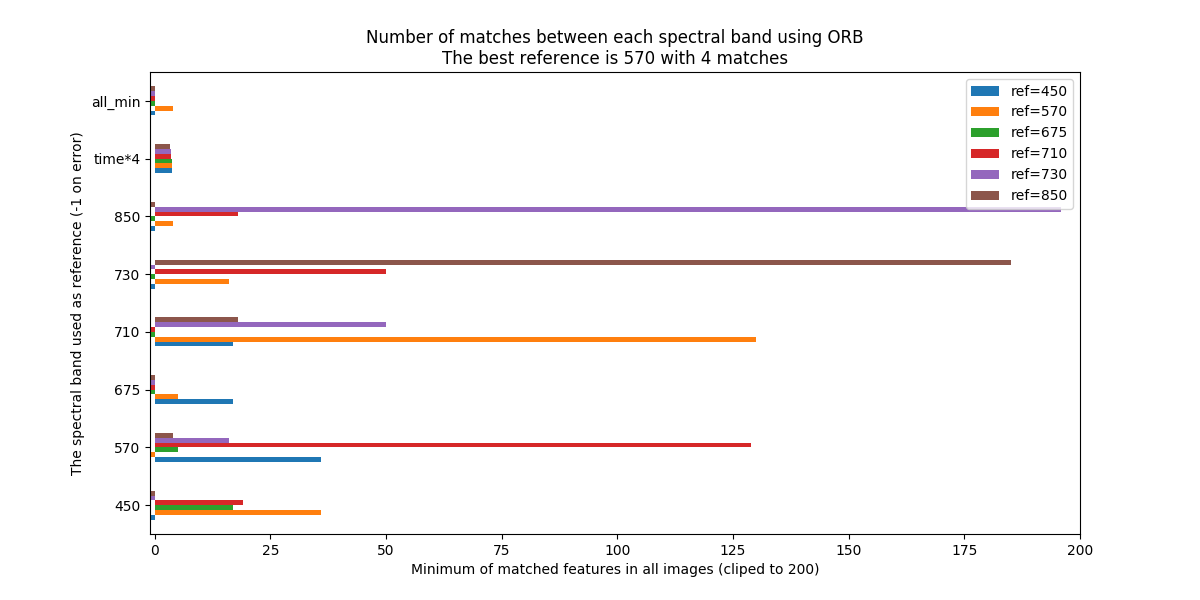 Number of matches between each spectral band using ORB
The best reference is 570 with 4 matches
The spectral band used as reference (-1 on error)
all_min
time*4
850
730
710
675
570
450
ref=450
ref=570
ref=675
ref=710
ref=730
ref=850
0 25 50 75 100 125 150 175 200
Minimum of matched features in all images (cliped to 200)